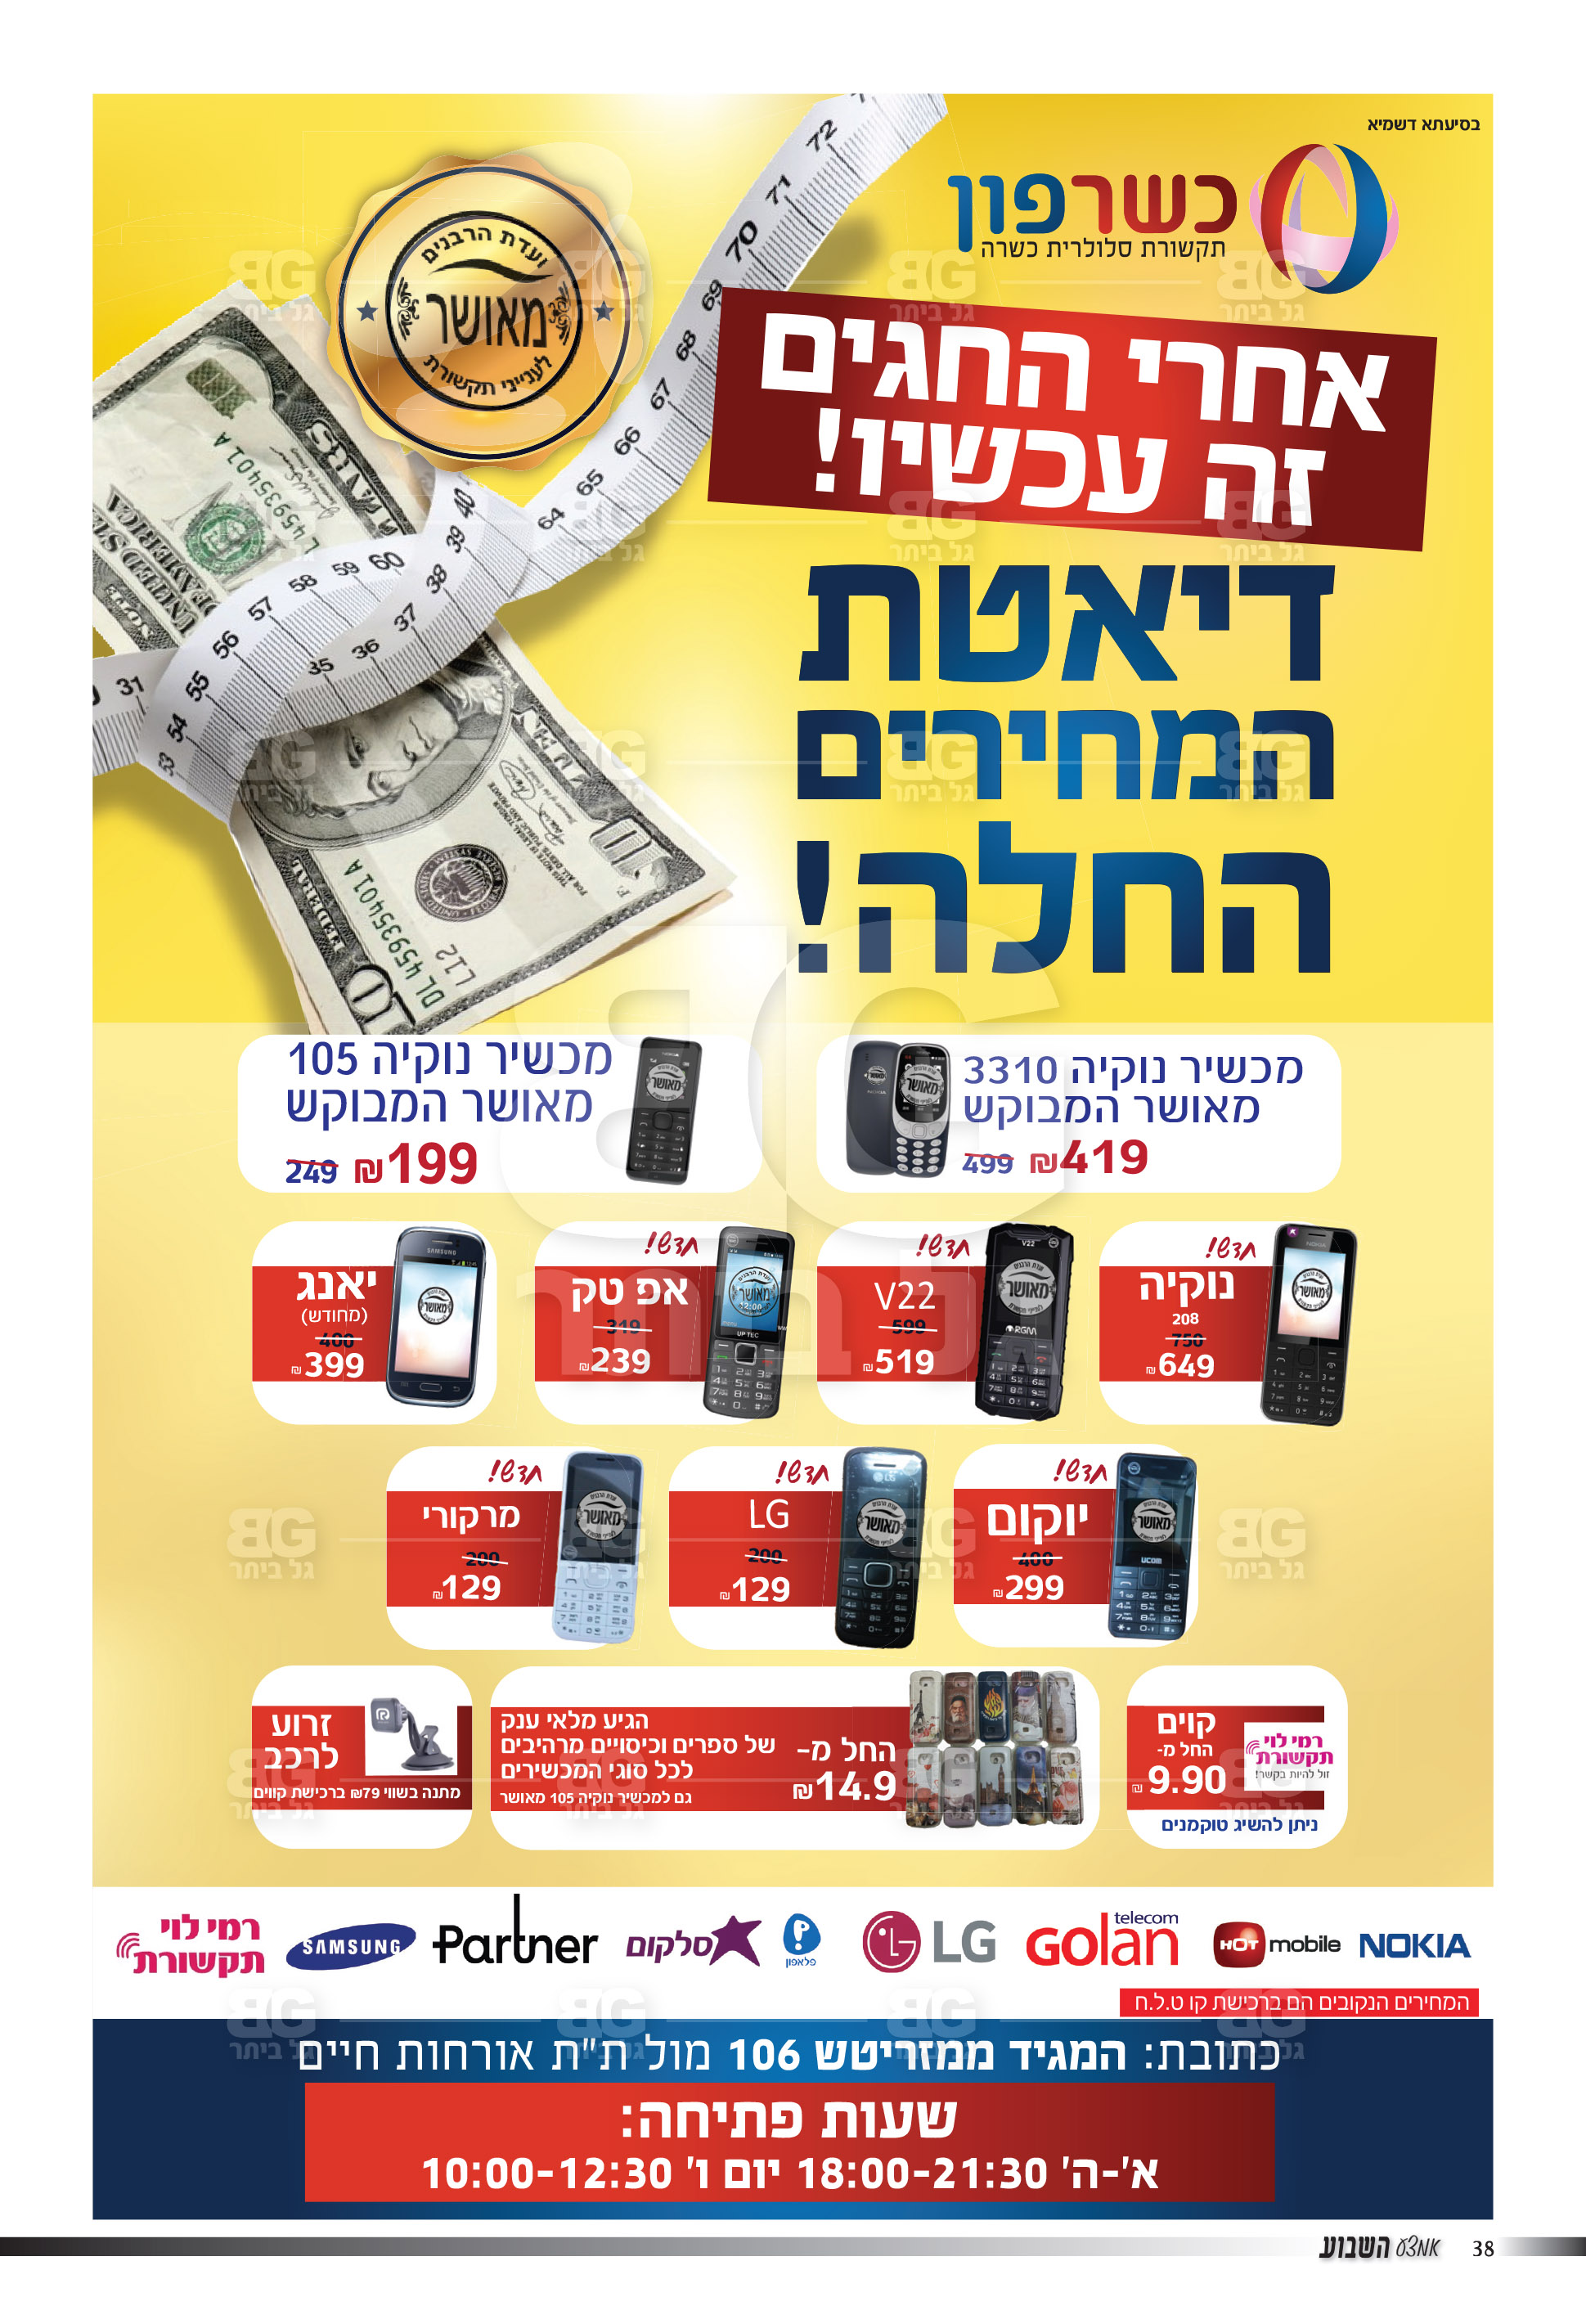 בסיעתא דשמיא
כשרפון
תקשורת סלולרית כשרה
ועדת הרבנים
מאושר
לענייני תקשורת
אחרי החגים
זה עכשיו!
דיאטת
המחירים
החלה!
מכשיר נוקיה 3310
מאושר המבוקש
419₪ 499
מכשיר נוקיה 105
מאושר המבוקש
199₪ 249
חדש!
נוקיה
208
750
649₪
חדש!
V22
599
519₪
חדש!
אפ טק
319
239₪
יאנג
(מחודש)
400
399₪
חדש!
יוקום
400
299₪
חדש!
LG
200
129₪
חדש!
מרקורי
200
129₪
קוים
החל מ-
9.90₪
רמי לוי
תקשורת
זול להיות בקשר!
ניתן להשיג טוקמנים
החל מ-
14.9₪
הגיע מלאי ענק
של ספרים וכיסויים מרהיבים
לכל סוגי המכשירים
גם למכשיר נוקיה 105 מאושר
זרוע
לרכב
מתנה בשווי 79₪ ברכישת קווים
NOKIA
HOT mobile
Golan telecom
LG
פלאפון
סלקום
Partner
SAMSUNG
רמי לוי
תקשורת
המחירים הנקובים הם ברכישת קו ט.ל.ח
כתובת: המגיד ממזריטש 106 מול ת"ת אורחות חיים
שעות פתיחה:
א'-ה' 18:00-21:30 יום ו' 10:00-12:30
38 אמצע השבוע
BG
גל ביתר